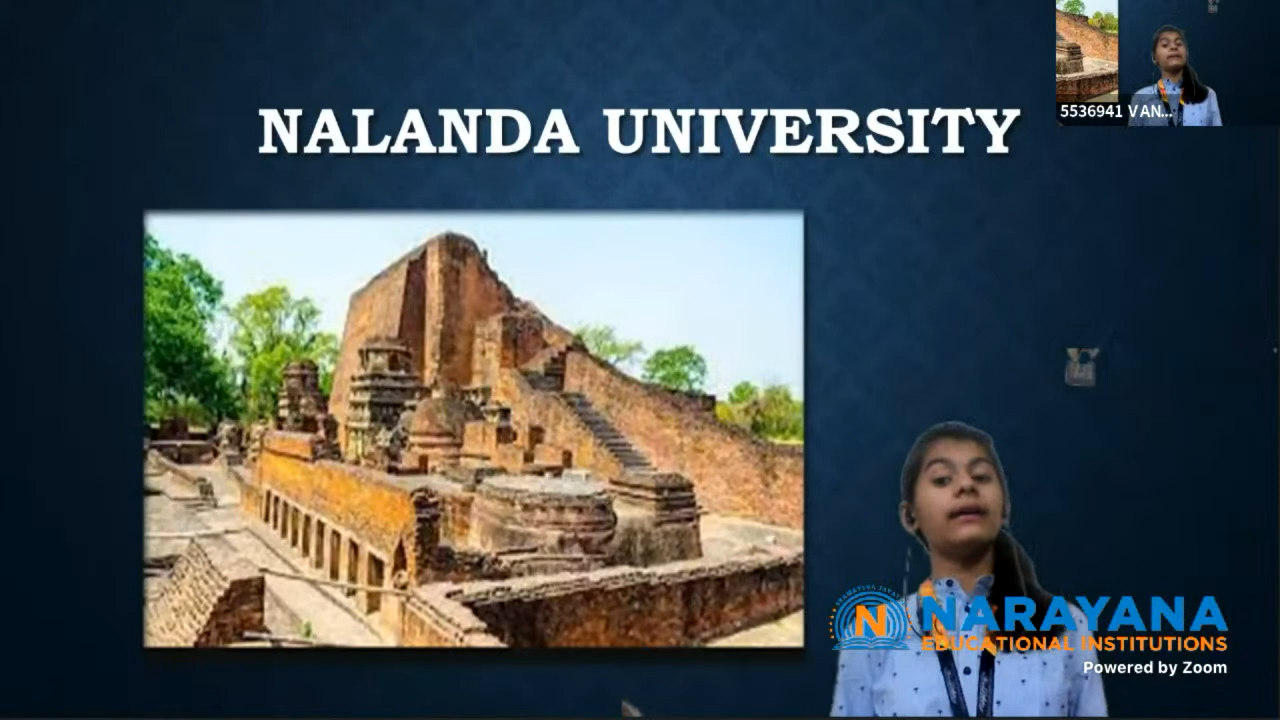 NALANDA UNIVERSITY
5536941 VAN...
N
NARAYANA
EDUCATIONAL INSTITUTIONS
Powered by Zoom